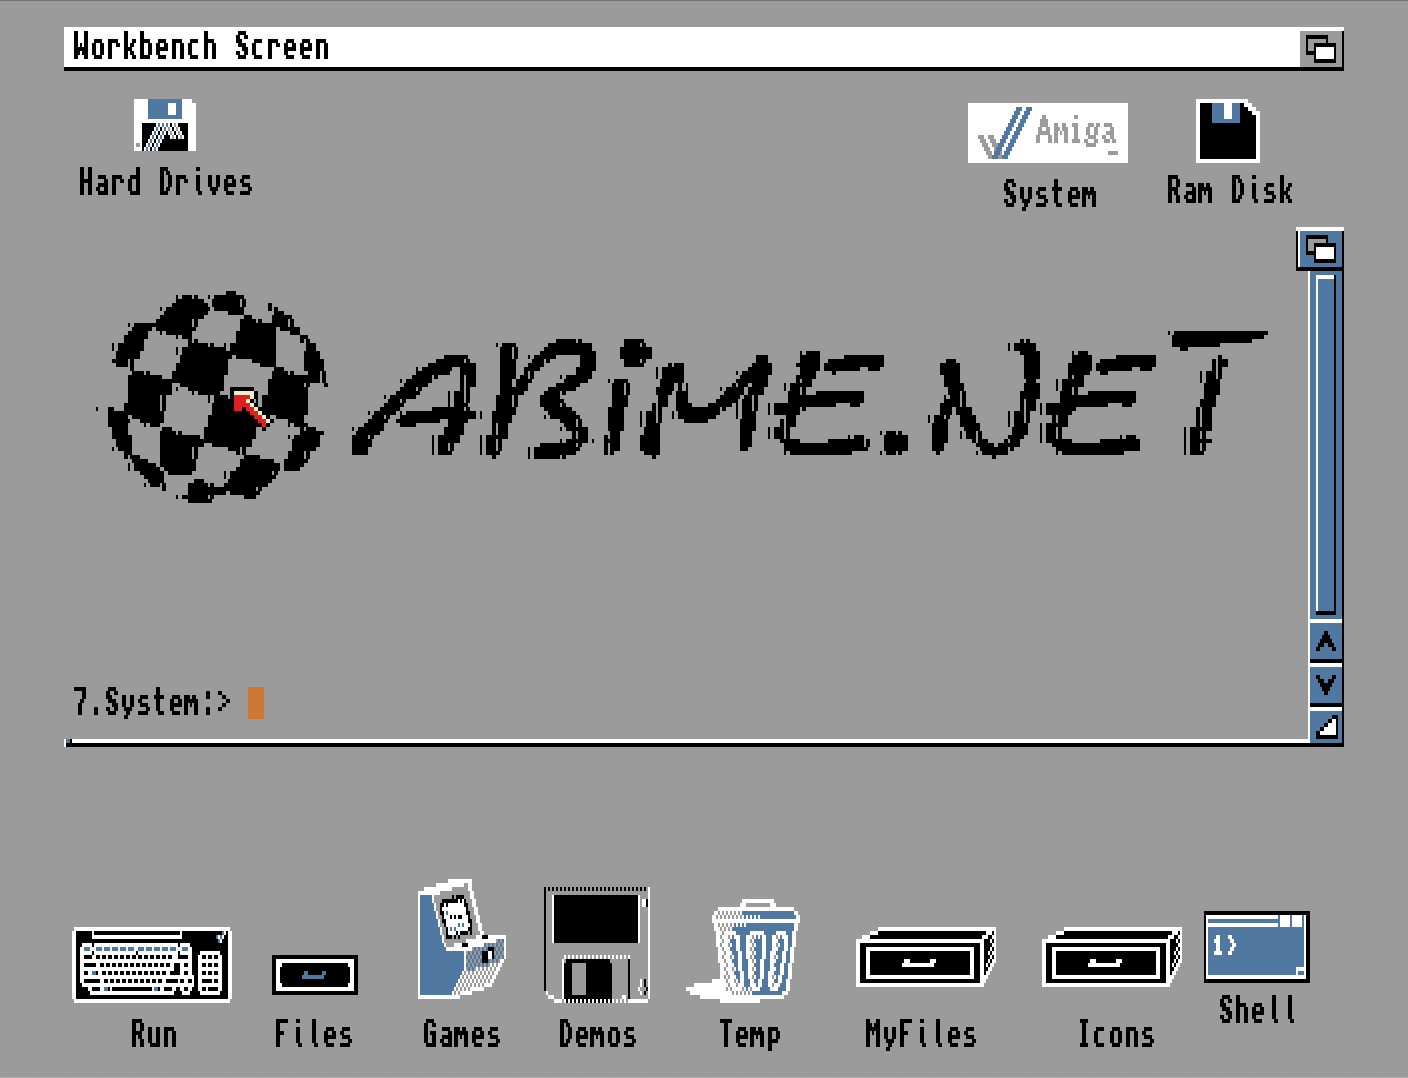 Workbench Screen
Amiga
Hard Drives
System
Ram Disk
ABiME.NET
7.System:>
1>
Run
Files
Games
Demos
Temp
MyFiles
Icons
Shell